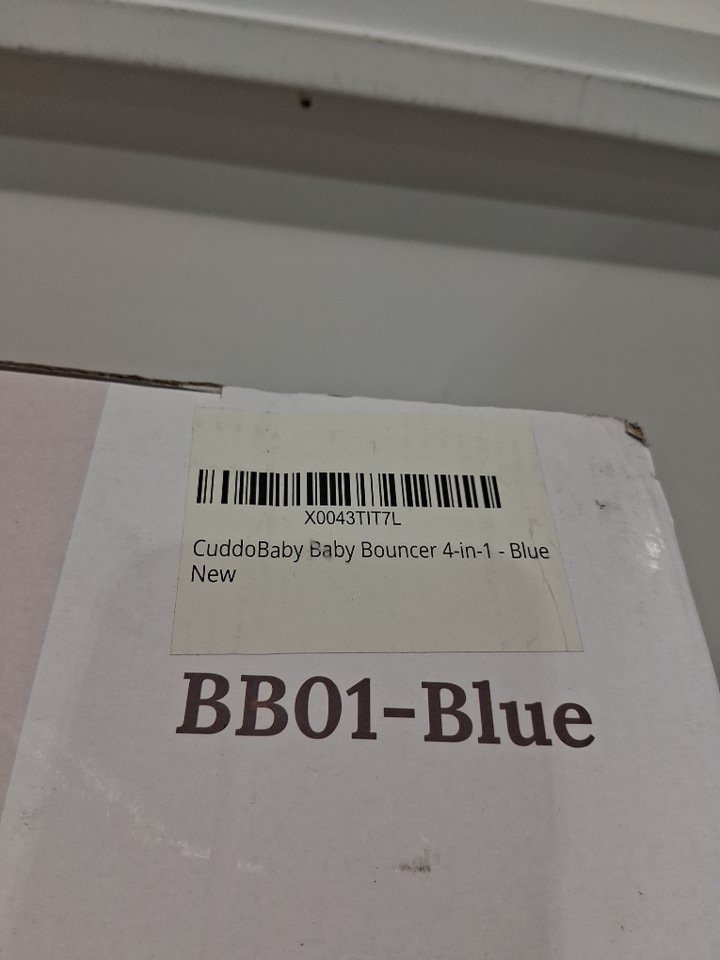 X0043TIT7L
CuddoBaby Baby Bouncer 4-in-1 - Blue
New
BB01-Blue